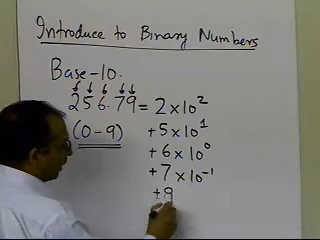 Introduce to Binary Numbers
Base-10.
256.79 = 2×10²
(0-9) +5×10¹
+6×10⁰
+7×10⁻¹
+9